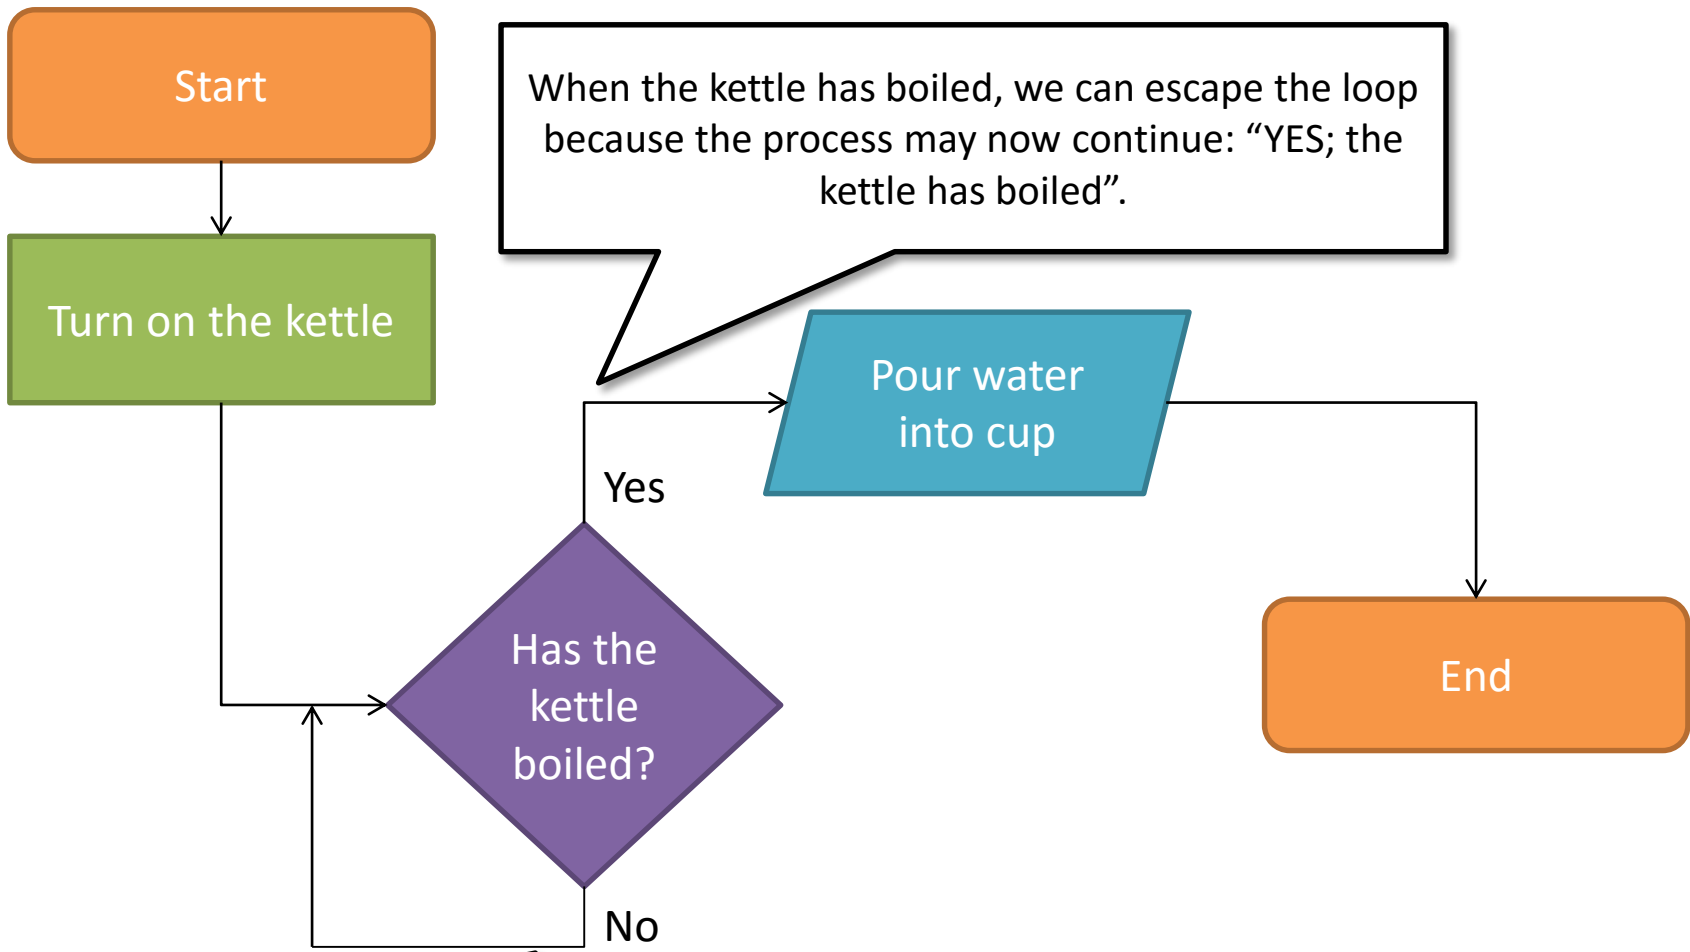 Start
When the kettle has boiled, we can escape the loop
because the process may now continue: “YES; the
kettle has boiled”.
Turn on the kettle
Pour water
into cup
Yes
Has the
kettle
boiled?
End
No